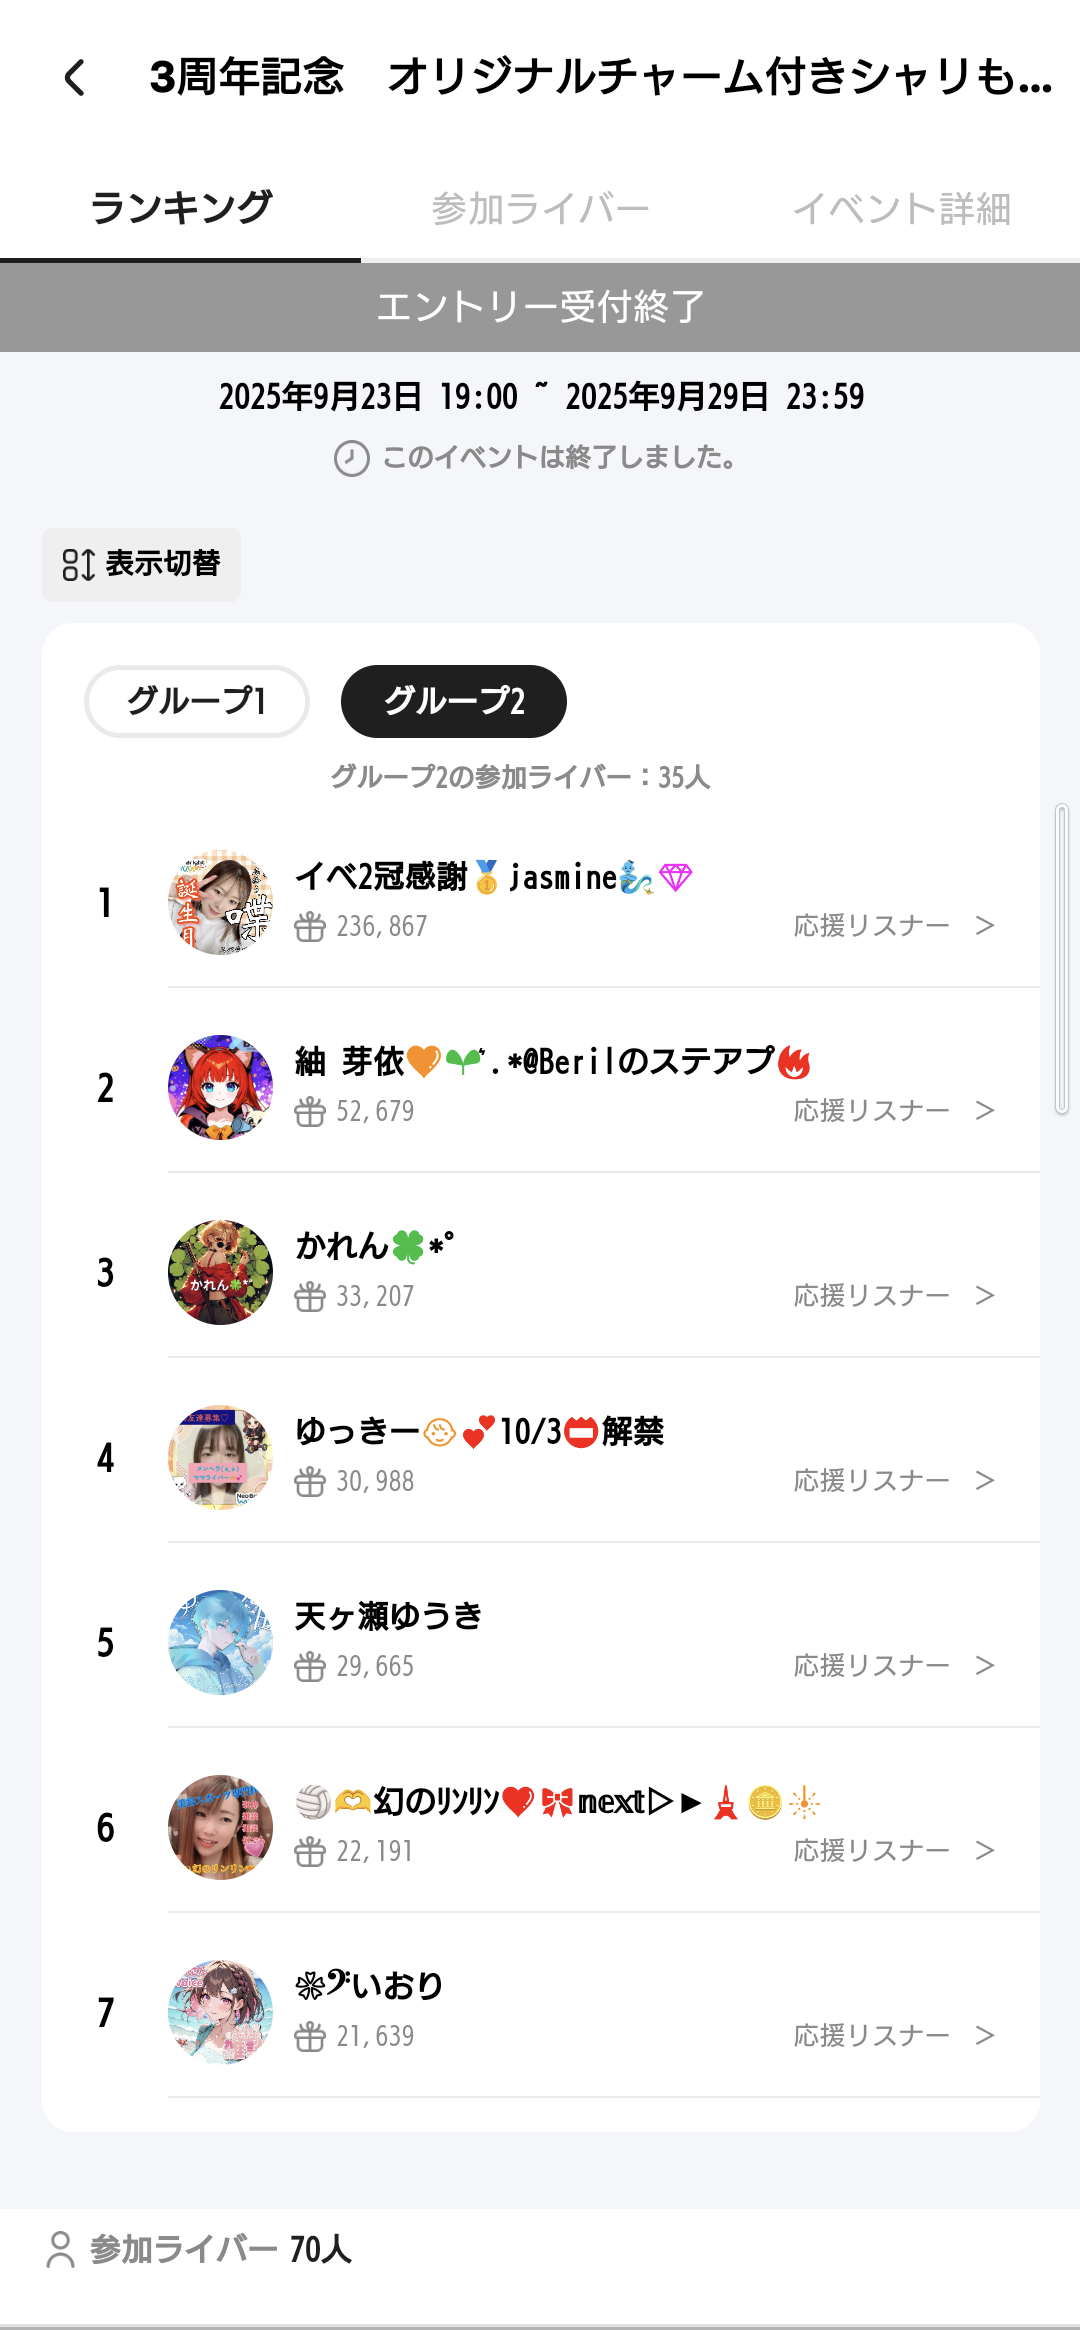 3周年記念　オリジナルチャーム付きシャリも...
ランキング
参加ライバー
イベント詳細
エントリー受付終了
2025年9月23日 19:00 ~ 2025年9月29日 23:59
このイベントは終了しました。
表示切替
グループ1
グループ2
グループ2の参加ライバー：35人
1
イベ2冠感謝🥇jasmine🧞‍♂️💎
236,867
応援リスナー >
2
紬 芽依🧡🌱‘.*@Berilのステアプ🔥
52,679
応援リスナー >
3
かれん🍀*ﾟ
33,207
応援リスナー >
4
ゆっきー👶💕10/3📛解禁
30,988
応援リスナー >
5
天ヶ瀬ゆうき
29,665
応援リスナー >
6
🏐🫶幻のﾘﾝﾘﾝ❤️🎀𝕟𝕖𝕩𝕥▷►🗼🪙🎇
22,191
応援リスナー >
7
❀𝄢いおり
21,639
応援リスナー >
参加ライバー 70人